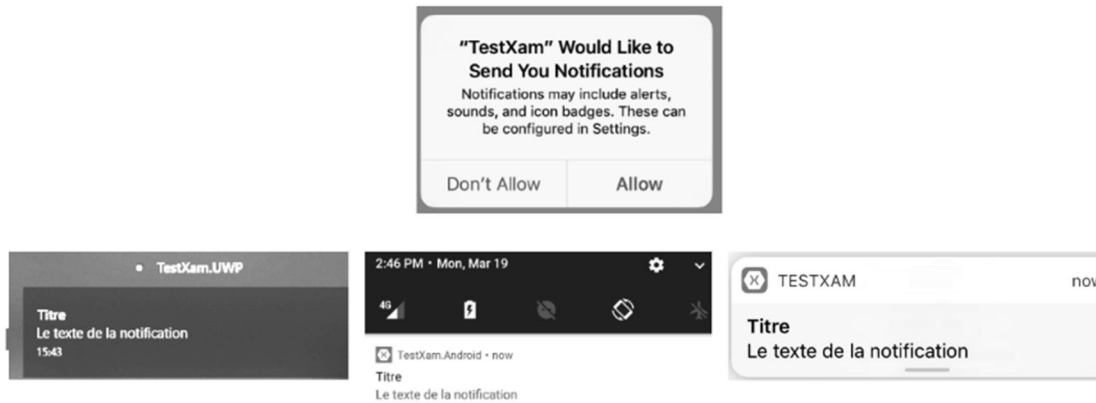 “TestXam” Would Like to
Send You Notifications
Notifications may include alerts,
sounds, and icon badges. These can
be configured in Settings.
Don’t Allow
Allow
TestXam.UWP
Titre
Le texte de la notification
15:43
2:46 PM • Mon, Mar 19
4G
TestXam.Android • now
Titre
Le texte de la notification
TESTXAM
now
Titre
Le texte de la notification